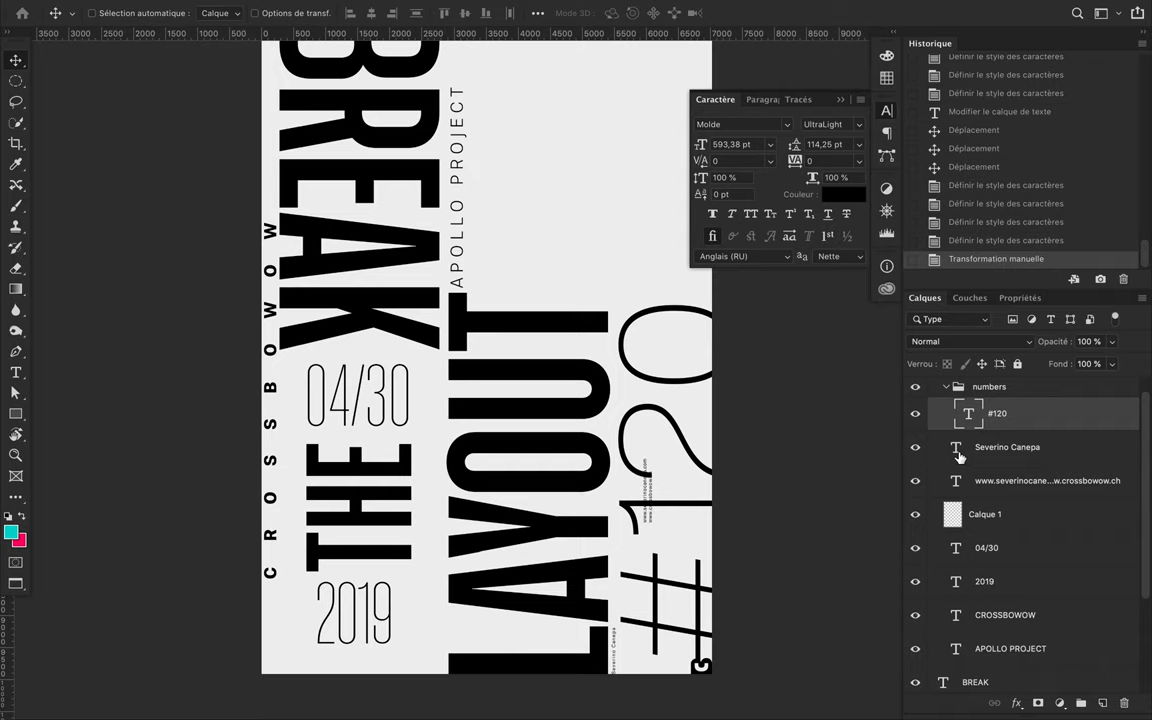 Sélection automatique : Calque Options de transf. Mode 3D :
3500 3000 2500 2000 1500 1000 500 0 500 1000 1500 2000 2500 3000 3500 4000 4500 5000 5500 6000 6500 7000 7500 8000 8500 9000
BREAK
APOLLO PROJECT
CROSSBOWOW
04/30
THE
2019
LAYOUT
#120
Severino Canepa
www.severinocanepa.com
www.crossbowow.ch
Caractère Paragra Tracés
Molde UltraLight
593,38 pt 114,25 pt
0 0
100 % 100 %
0 pt Couleur :
Anglais (RU) Nette
Historique
Définir le style des caractères
Définir le style des caractères
Définir le style des caractères
Modifier le calque de texte
Déplacement
Déplacement
Déplacement
Définir le style des caractères
Définir le style des caractères
Définir le style des caractères
Définir le style des caractères
Transformation manuelle
Calques Couches Propriétés
Type
Normal Opacité : 100 %
Verrou : Fond : 100 %
numbers
#120
Severino Canepa
www.severinocane...w.crossbowow.ch
Calque 1
04/30
2019
CROSSBOWOW
APOLLO PROJECT
BREAK